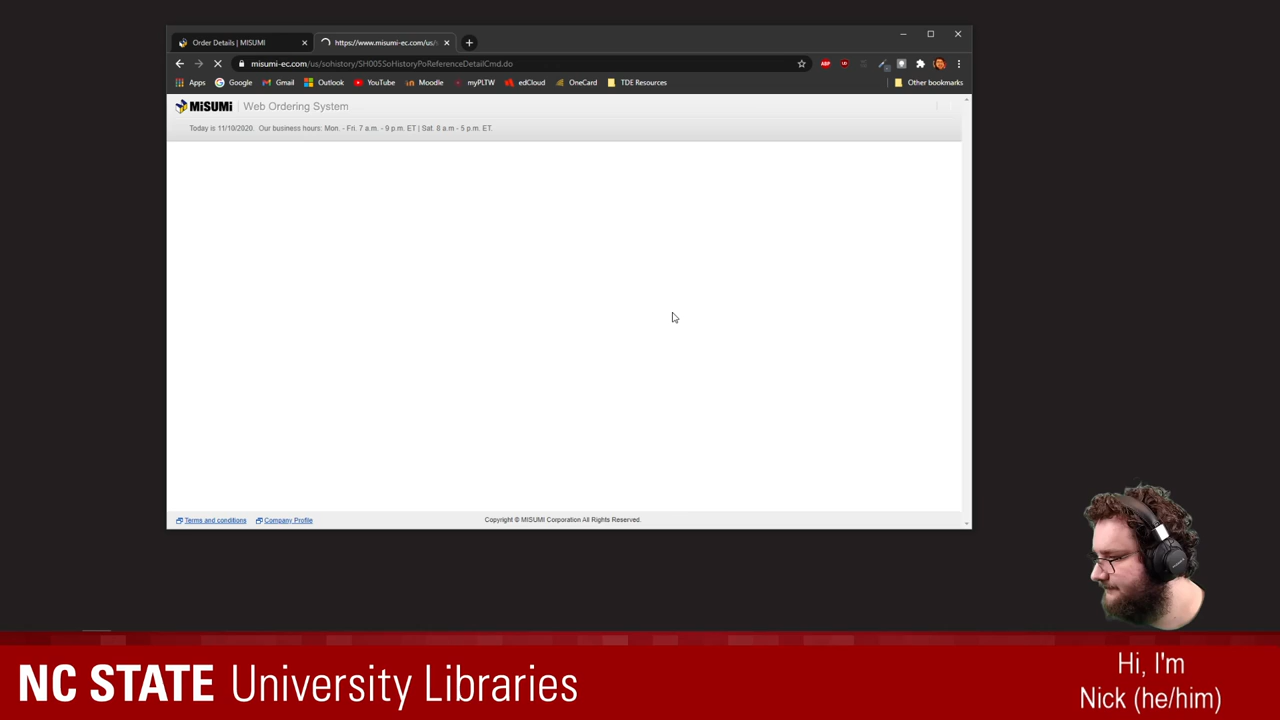 Order Details | MISUMI
https://www.misumi-ec.com/us/
misumi-ec.com/us/sohistory/SH005SoHistoryPoReferenceDetailCmd.do
Apps Google Gmail Outlook YouTube Moodle myPLTW edCloud OneCard TDE Resources Other bookmarks
MiSUMi Web Ordering System
Today is 11/10/2020. Our business hours: Mon. - Fri. 7 a.m. - 9 p.m. ET | Sat. 8 a.m - 5 p.m. ET.
Terms and conditions Company Profile Copyright © MISUMI Corporation All Rights Reserved.
NC STATE University Libraries
Hi, I'm
Nick (he/him)